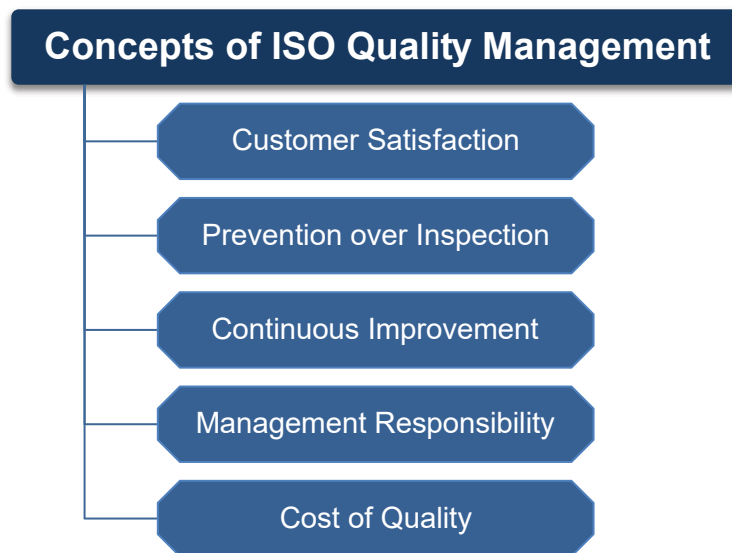 Concepts of ISO Quality Management
Customer Satisfaction
Prevention over Inspection
Continuous Improvement
Management Responsibility
Cost of Quality